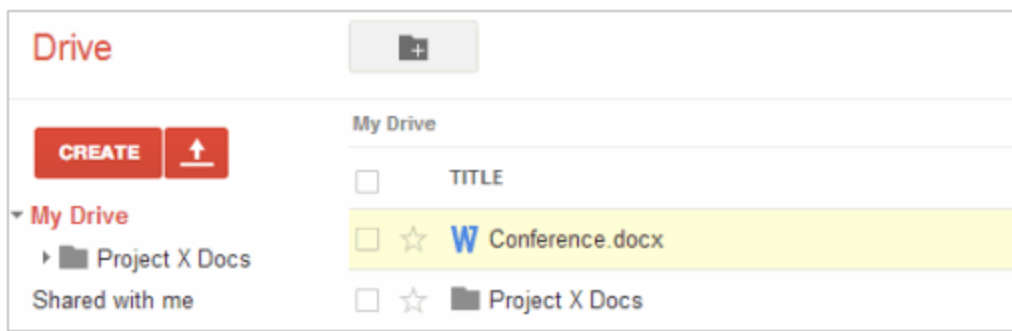 Drive
CREATE
My Drive
Project X Docs
Shared with me
My Drive
TITLE
W Conference.docx
Project X Docs